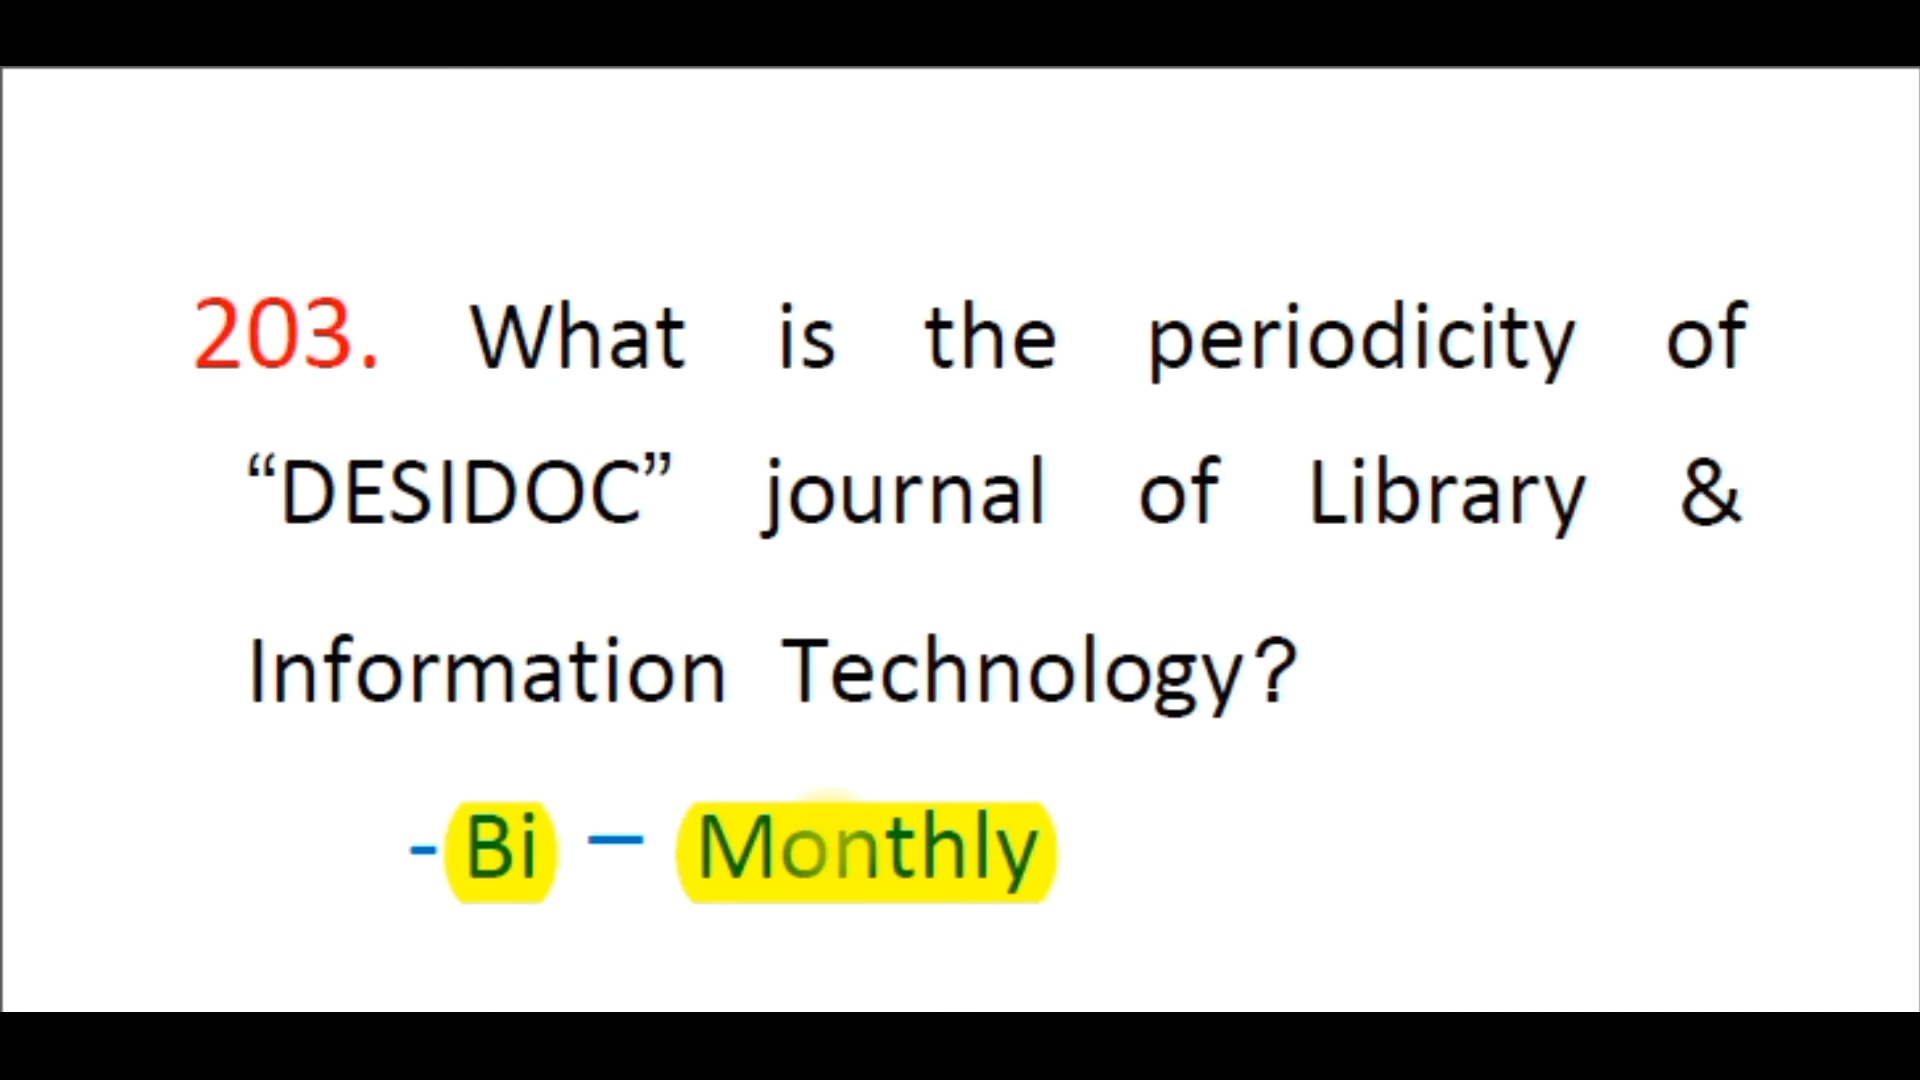 203. What is the periodicity of
“DESIDOC” journal of Library &
Information Technology?
-Bi – Monthly